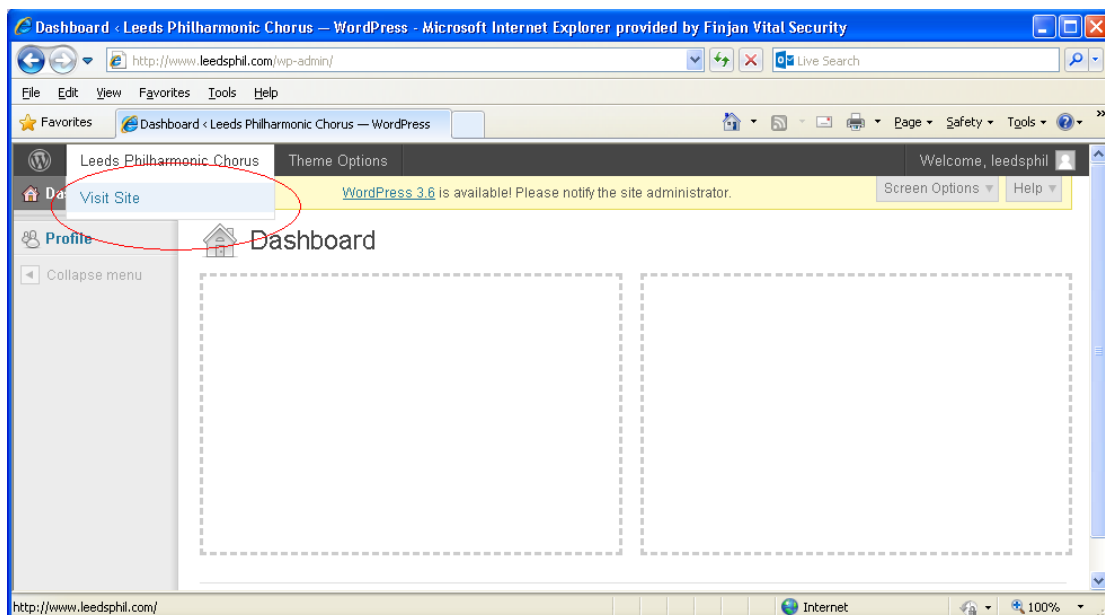 Dashboard ‹ Leeds Philharmonic Chorus — WordPress - Microsoft Internet Explorer provided by Finjan Vital Security
http://www.leedsphil.com/wp-admin/
Live Search
File Edit View Favorites Tools Help
Favorites Dashboard ‹ Leeds Philharmonic Chorus — WordPress Page Safety Tools »
Leeds Philharmonic Chorus Theme Options Welcome, leedsphil
Da WordPress 3.6 is available! Please notify the site administrator. Screen Options Help
Visit Site
Profile Dashboard
Collapse menu
http://www.leedsphil.com/ Internet 100%